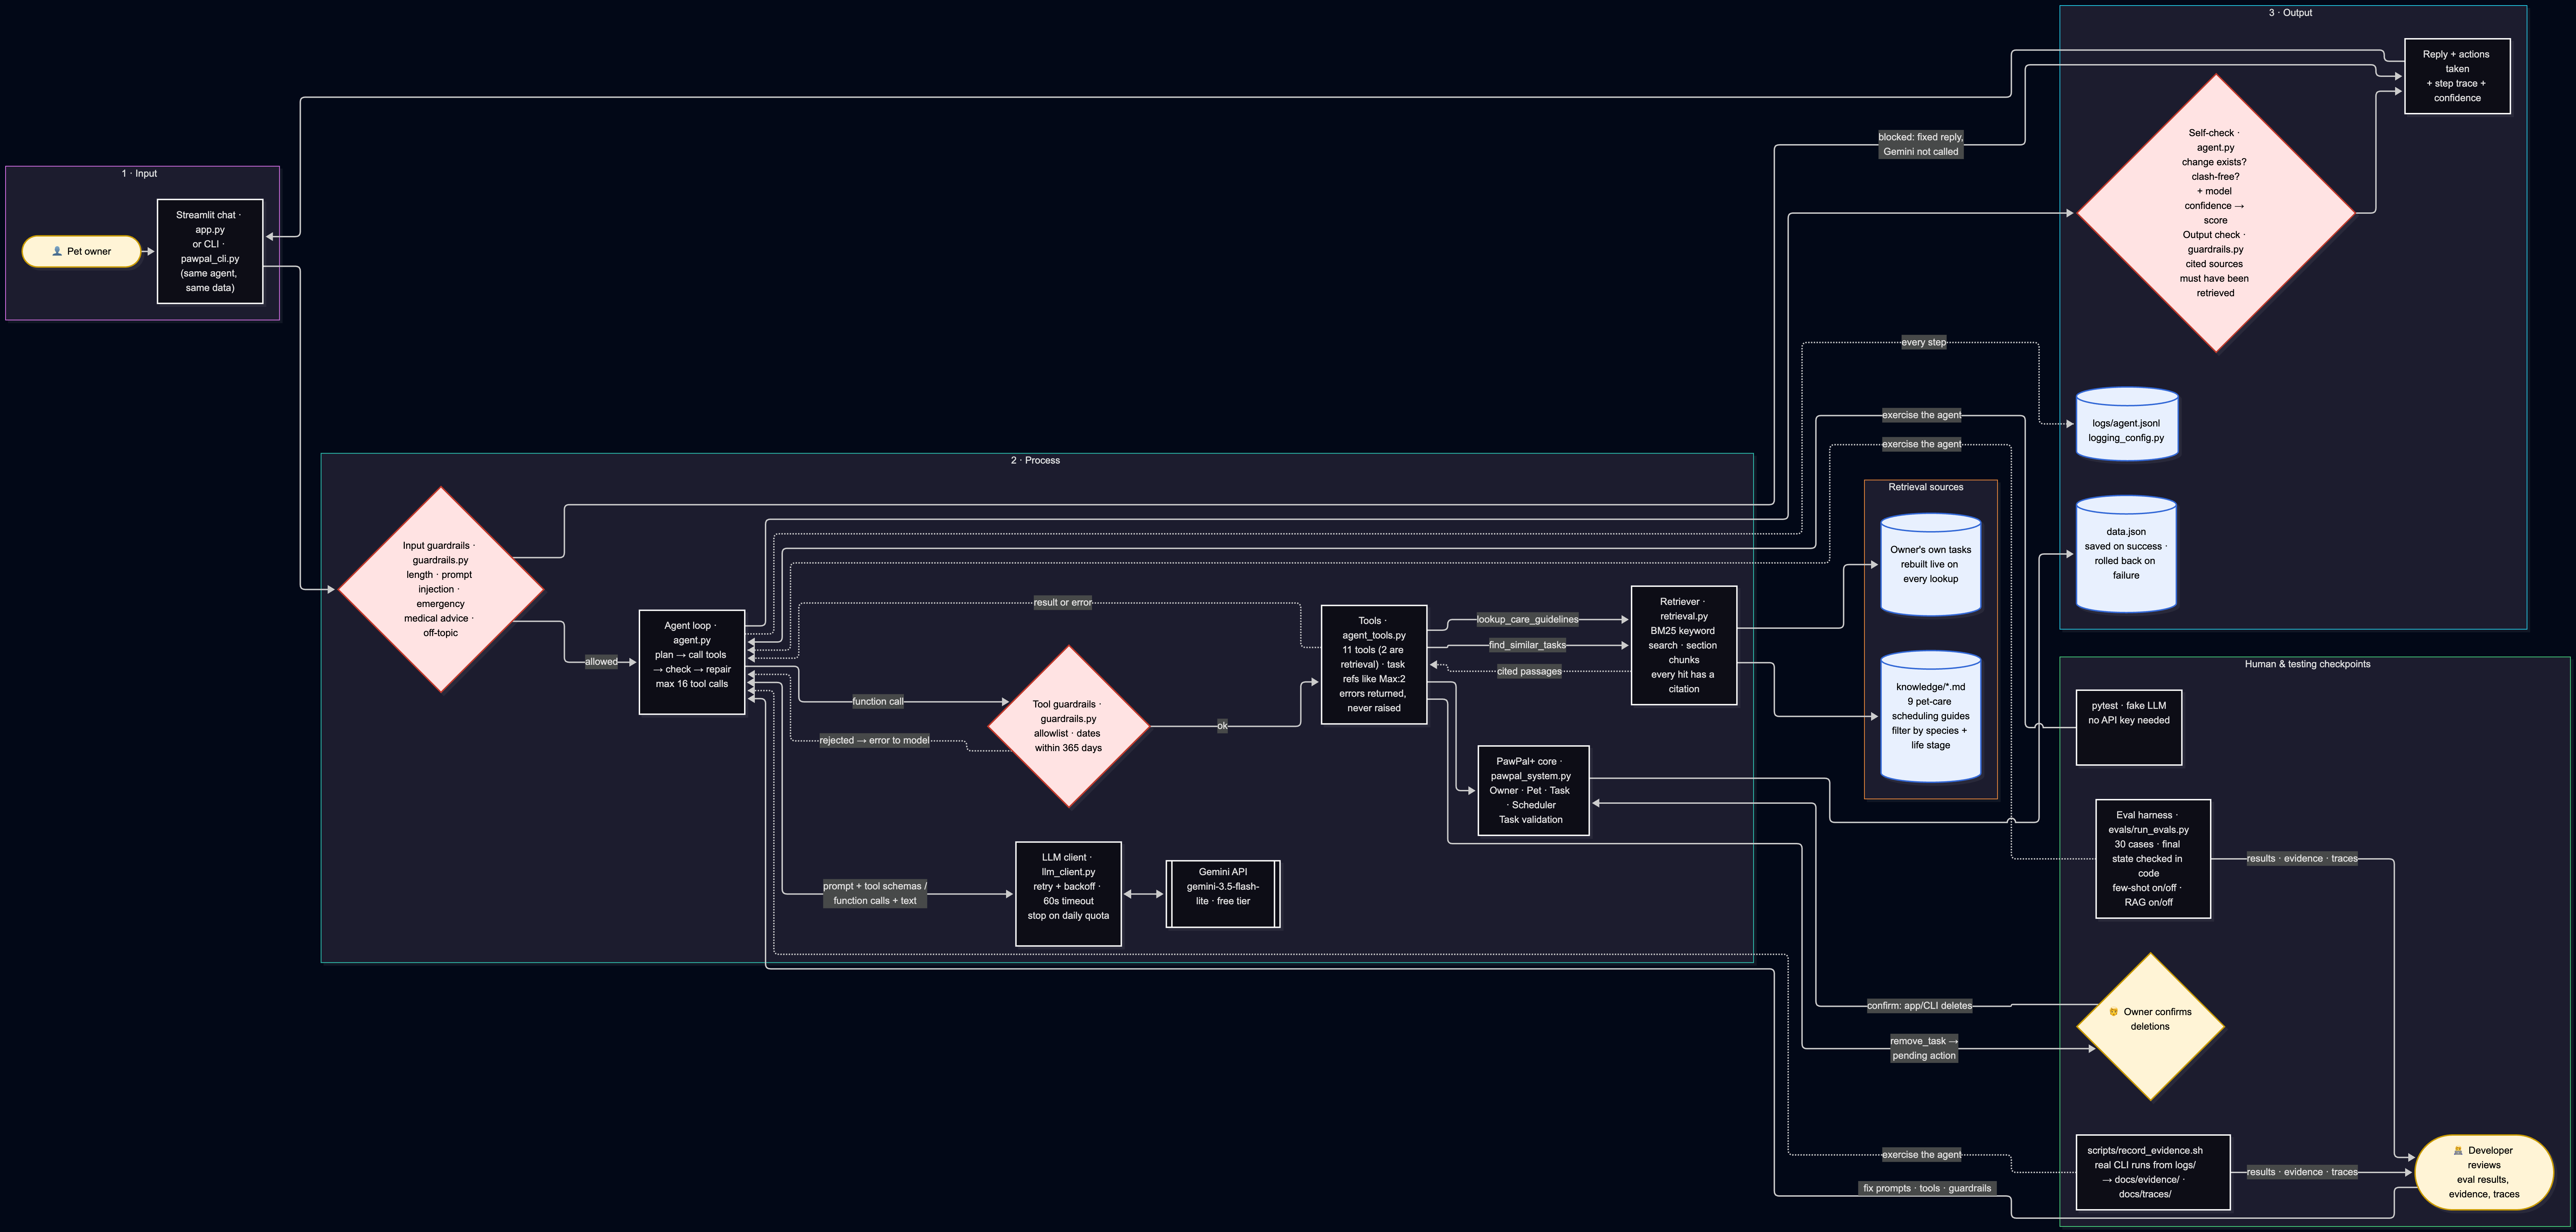 3 · Output
Reply + actions
taken
+ step trace +
confidence
blocked: fixed reply,
Gemini not called
Self-check ·
agent.py
change exists?
clash-free?
+ model
confidence →
score
Output check ·
guardrails.py
cited sources
must have been
retrieved
1 · Input
👤 Pet owner
Streamlit chat ·
app.py
or CLI ·
pawpal_cli.py
(same agent,
same data)
every step
exercise the agent
exercise the agent
logs/agent.jsonl
logging_config.py
data.json
saved on success ·
rolled back on
failure
2 · Process
Input guardrails ·
guardrails.py
length · prompt
injection ·
emergency
medical advice ·
off-topic
allowed
Agent loop ·
agent.py
plan → call tools
→ check → repair
max 16 tool calls
result or error
function call
rejected → error to model
Tool guardrails ·
guardrails.py
allowlist · dates
within 365 days
ok
Tools ·
agent_tools.py
11 tools (2 are
retrieval) · task
refs like Max:2
errors returned,
never raised
lookup_care_guidelines
find_similar_tasks
cited passages
Retriever ·
retrieval.py
BM25 keyword
search · section
chunks
every hit has a
citation
PawPal+ core ·
pawpal_system.py
Owner · Pet · Task
· Scheduler
Task validation
prompt + tool schemas /
function calls + text
LLM client ·
llm_client.py
retry + backoff ·
60s timeout
stop on daily quota
Gemini API
gemini-3.5-flash-
lite · free tier
Retrieval sources
Owner's own tasks
rebuilt live on
every lookup
knowledge/*.md
9 pet-care
scheduling guides
filter by species +
life stage
Human & testing checkpoints
pytest · fake LLM
no API key needed
Eval harness ·
evals/run_evals.py
30 cases · final
state checked in
code
few-shot on/off ·
RAG on/off
results · evidence · traces
confirm: app/CLI deletes
Owner confirms
deletions
remove_task →
pending action
exercise the agent
fix prompts · tools · guardrails
scripts/record_evidence.sh
real CLI runs from logs/
→ docs/evidence/ ·
docs/traces/
results · evidence · traces
Developer
reviews
eval results,
evidence, traces